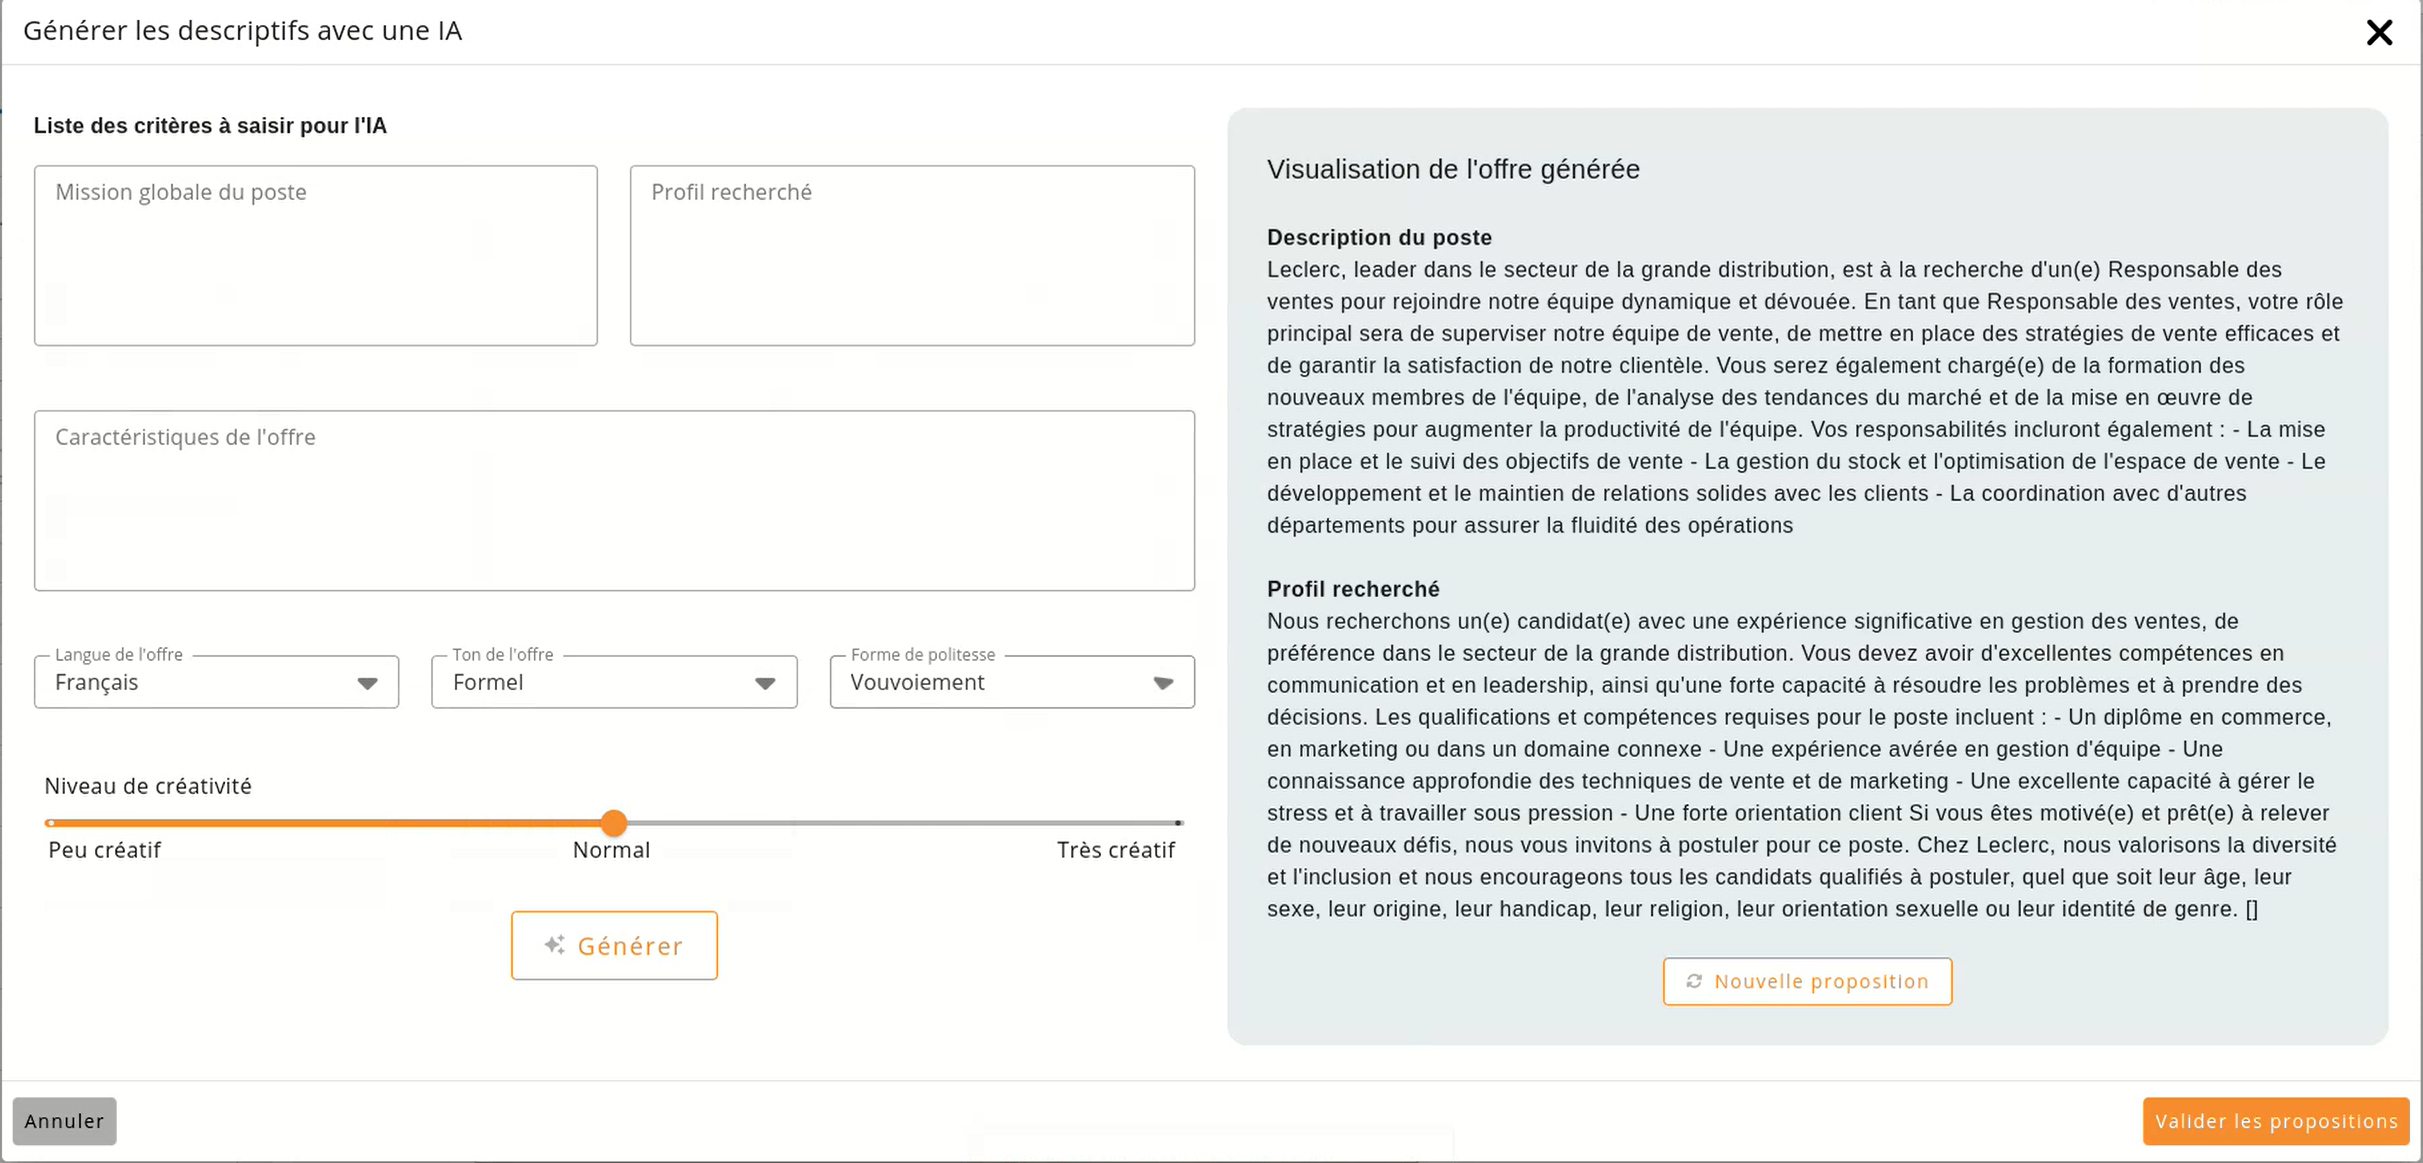 Générer les descriptifs avec une IA
Liste des critères à saisir pour l'IA
Mission globale du poste
Profil recherché
Caractéristiques de l'offre
Langue de l'offre
Français
Ton de l'offre
Formel
Forme de politesse
Vouvoiement
Niveau de créativité
Peu créatif
Normal
Très créatif
Générer
Visualisation de l'offre générée
Description du poste
Leclerc, leader dans le secteur de la grande distribution, est à la recherche d'un(e) Responsable des
ventes pour rejoindre notre équipe dynamique et dévouée. En tant que Responsable des ventes, votre rôle
principal sera de superviser notre équipe de vente, de mettre en place des stratégies de vente efficaces et
de garantir la satisfaction de notre clientèle. Vous serez également chargé(e) de la formation des
nouveaux membres de l'équipe, de l'analyse des tendances du marché et de la mise en œuvre de
stratégies pour augmenter la productivité de l'équipe. Vos responsabilités incluront également : - La mise
en place et le suivi des objectifs de vente - La gestion du stock et l'optimisation de l'espace de vente - Le
développement et le maintien de relations solides avec les clients - La coordination avec d'autres
départements pour assurer la fluidité des opérations
Profil recherché
Nous recherchons un(e) candidat(e) avec une expérience significative en gestion des ventes, de
préférence dans le secteur de la grande distribution. Vous devez avoir d'excellentes compétences en
communication et en leadership, ainsi qu'une forte capacité à résoudre les problèmes et à prendre des
décisions. Les qualifications et compétences requises pour le poste incluent : - Un diplôme en commerce,
en marketing ou dans un domaine connexe - Une expérience avérée en gestion d'équipe - Une
connaissance approfondie des techniques de vente et de marketing - Une excellente capacité à gérer le
stress et à travailler sous pression - Une forte orientation client Si vous êtes motivé(e) et prêt(e) à relever
de nouveaux défis, nous vous invitons à postuler pour ce poste. Chez Leclerc, nous valorisons la diversité
et l'inclusion et nous encourageons tous les candidats qualifiés à postuler, quel que soit leur âge, leur
sexe, leur origine, leur handicap, leur religion, leur orientation sexuelle ou leur identité de genre. []
Nouvelle proposition
Annuler
Valider les propositions